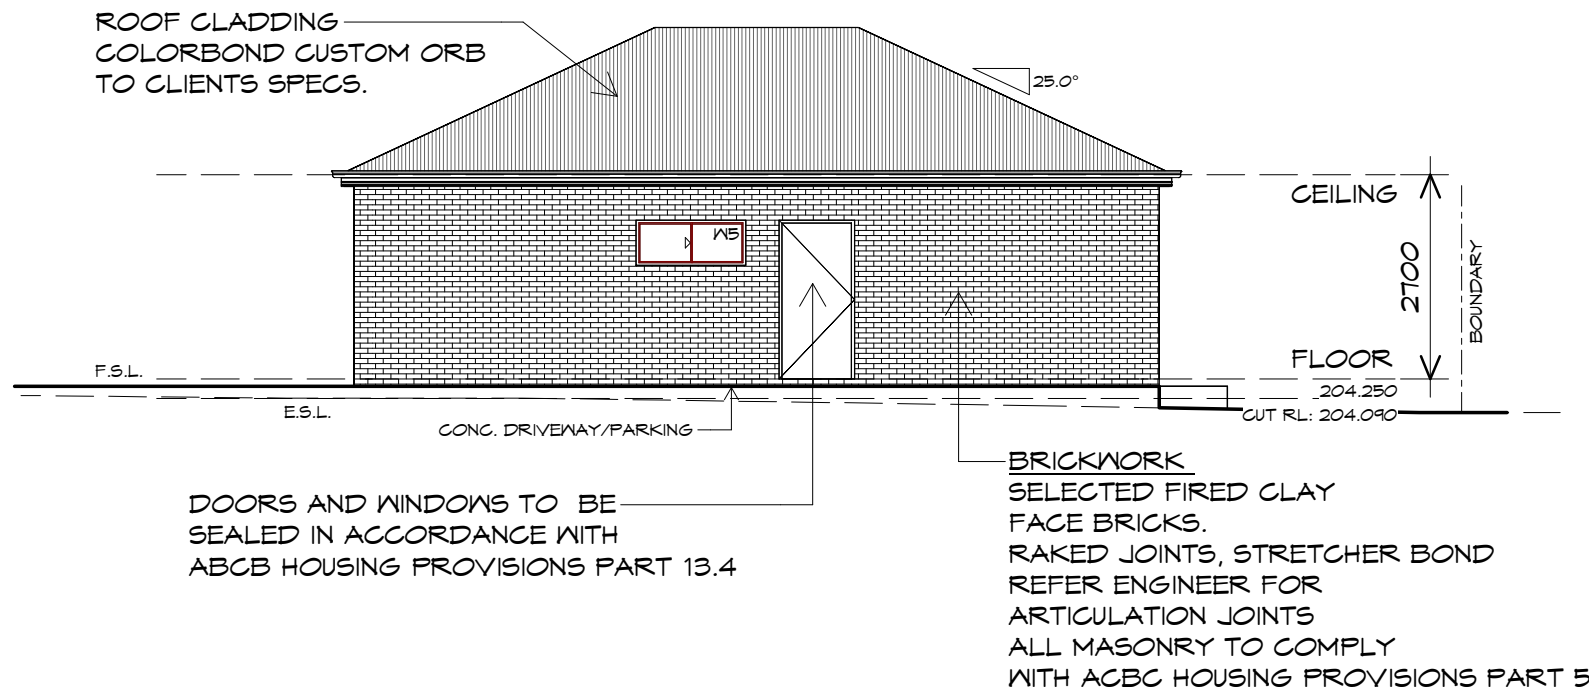 ROOF CLADDING
COLORBOND CUSTOM ORB
TO CLIENTS SPECS.
25.0°
CEILING
W5
2700
BOUNDARY
FLOOR
F.S.L.
204.250
E.S.L.
CUT RL: 204.090
CONC. DRIVEWAY/PARKING
DOORS AND WINDOWS TO BE
SEALED IN ACCORDANCE WITH
ABCB HOUSING PROVISIONS PART 13.4
BRICKWORK
SELECTED FIRED CLAY
FACE BRICKS.
RAKED JOINTS, STRETCHER BOND
REFER ENGINEER FOR
ARTICULATION JOINTS
ALL MASONRY TO COMPLY
WITH ACBC HOUSING PROVISIONS PART 5